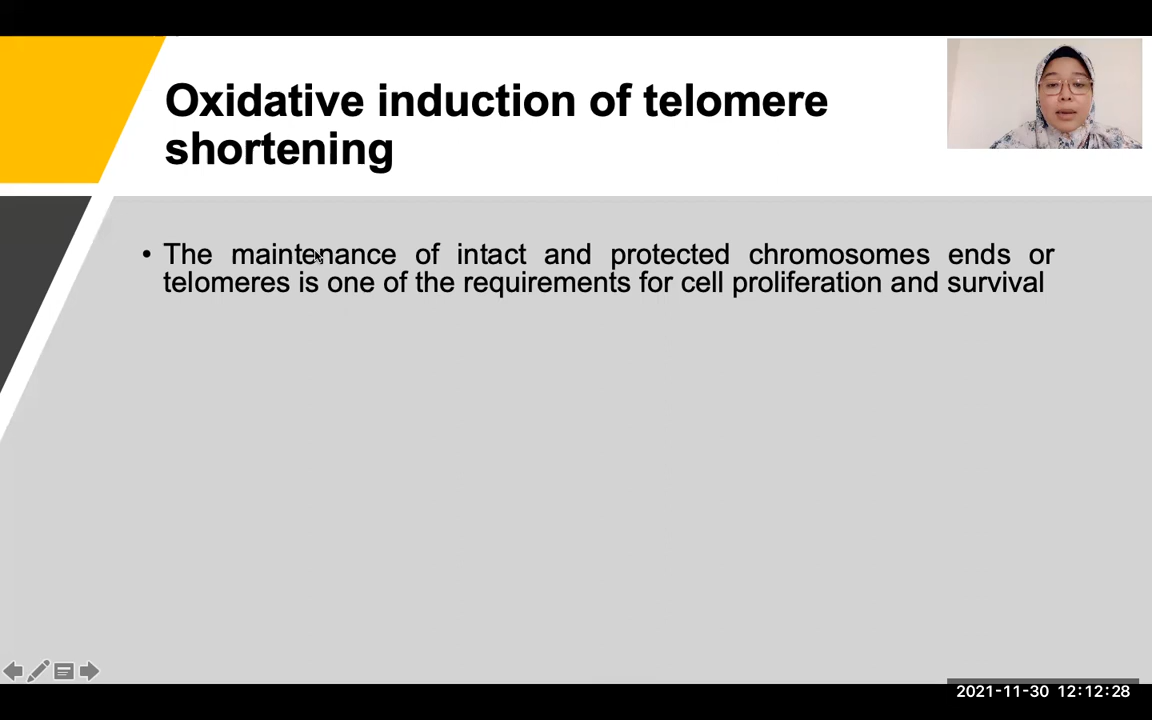 Oxidative induction of telomere
shortening
• The maintenance of intact and protected chromosomes ends or
telomeres is one of the requirements for cell proliferation and survival
2021-11-30 12:12:28